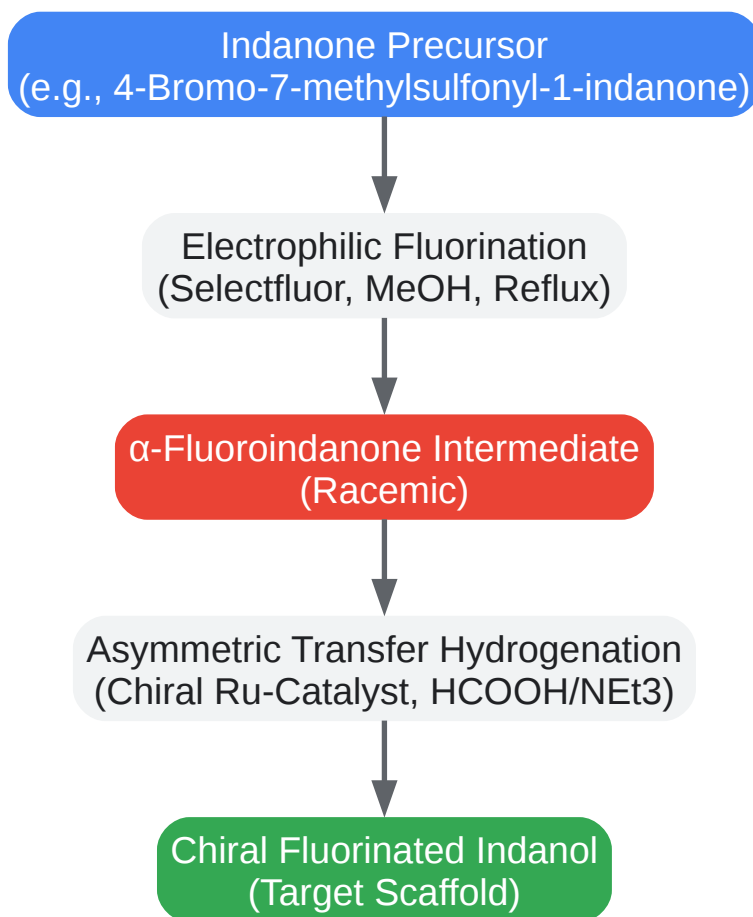 Indanone Precursor
(e.g., 4-Bromo-7-methylsulfonyl-1-indanone)
Electrophilic Fluorination
(Selectfluor, MeOH, Reflux)
α-Fluoroindanone Intermediate
(Racemic)
Asymmetric Transfer Hydrogenation
(Chiral Ru-Catalyst, HCOOH/NEt3)
Chiral Fluorinated Indanol
(Target Scaffold)